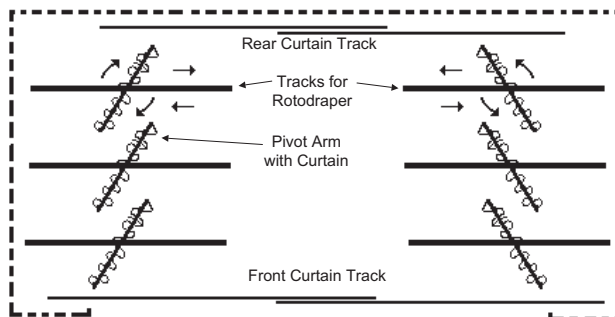 Rear Curtain Track
Tracks for
Rotodraper
Pivot Arm
with Curtain
Front Curtain Track